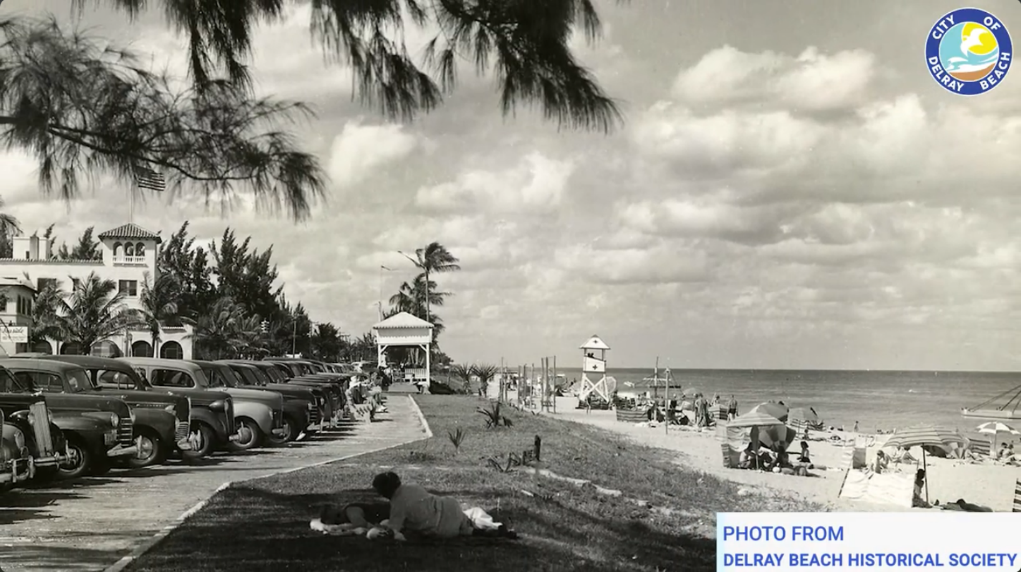 CITY OF
DELRAY BEACH
PHOTO FROM
DELRAY BEACH HISTORICAL SOCIETY